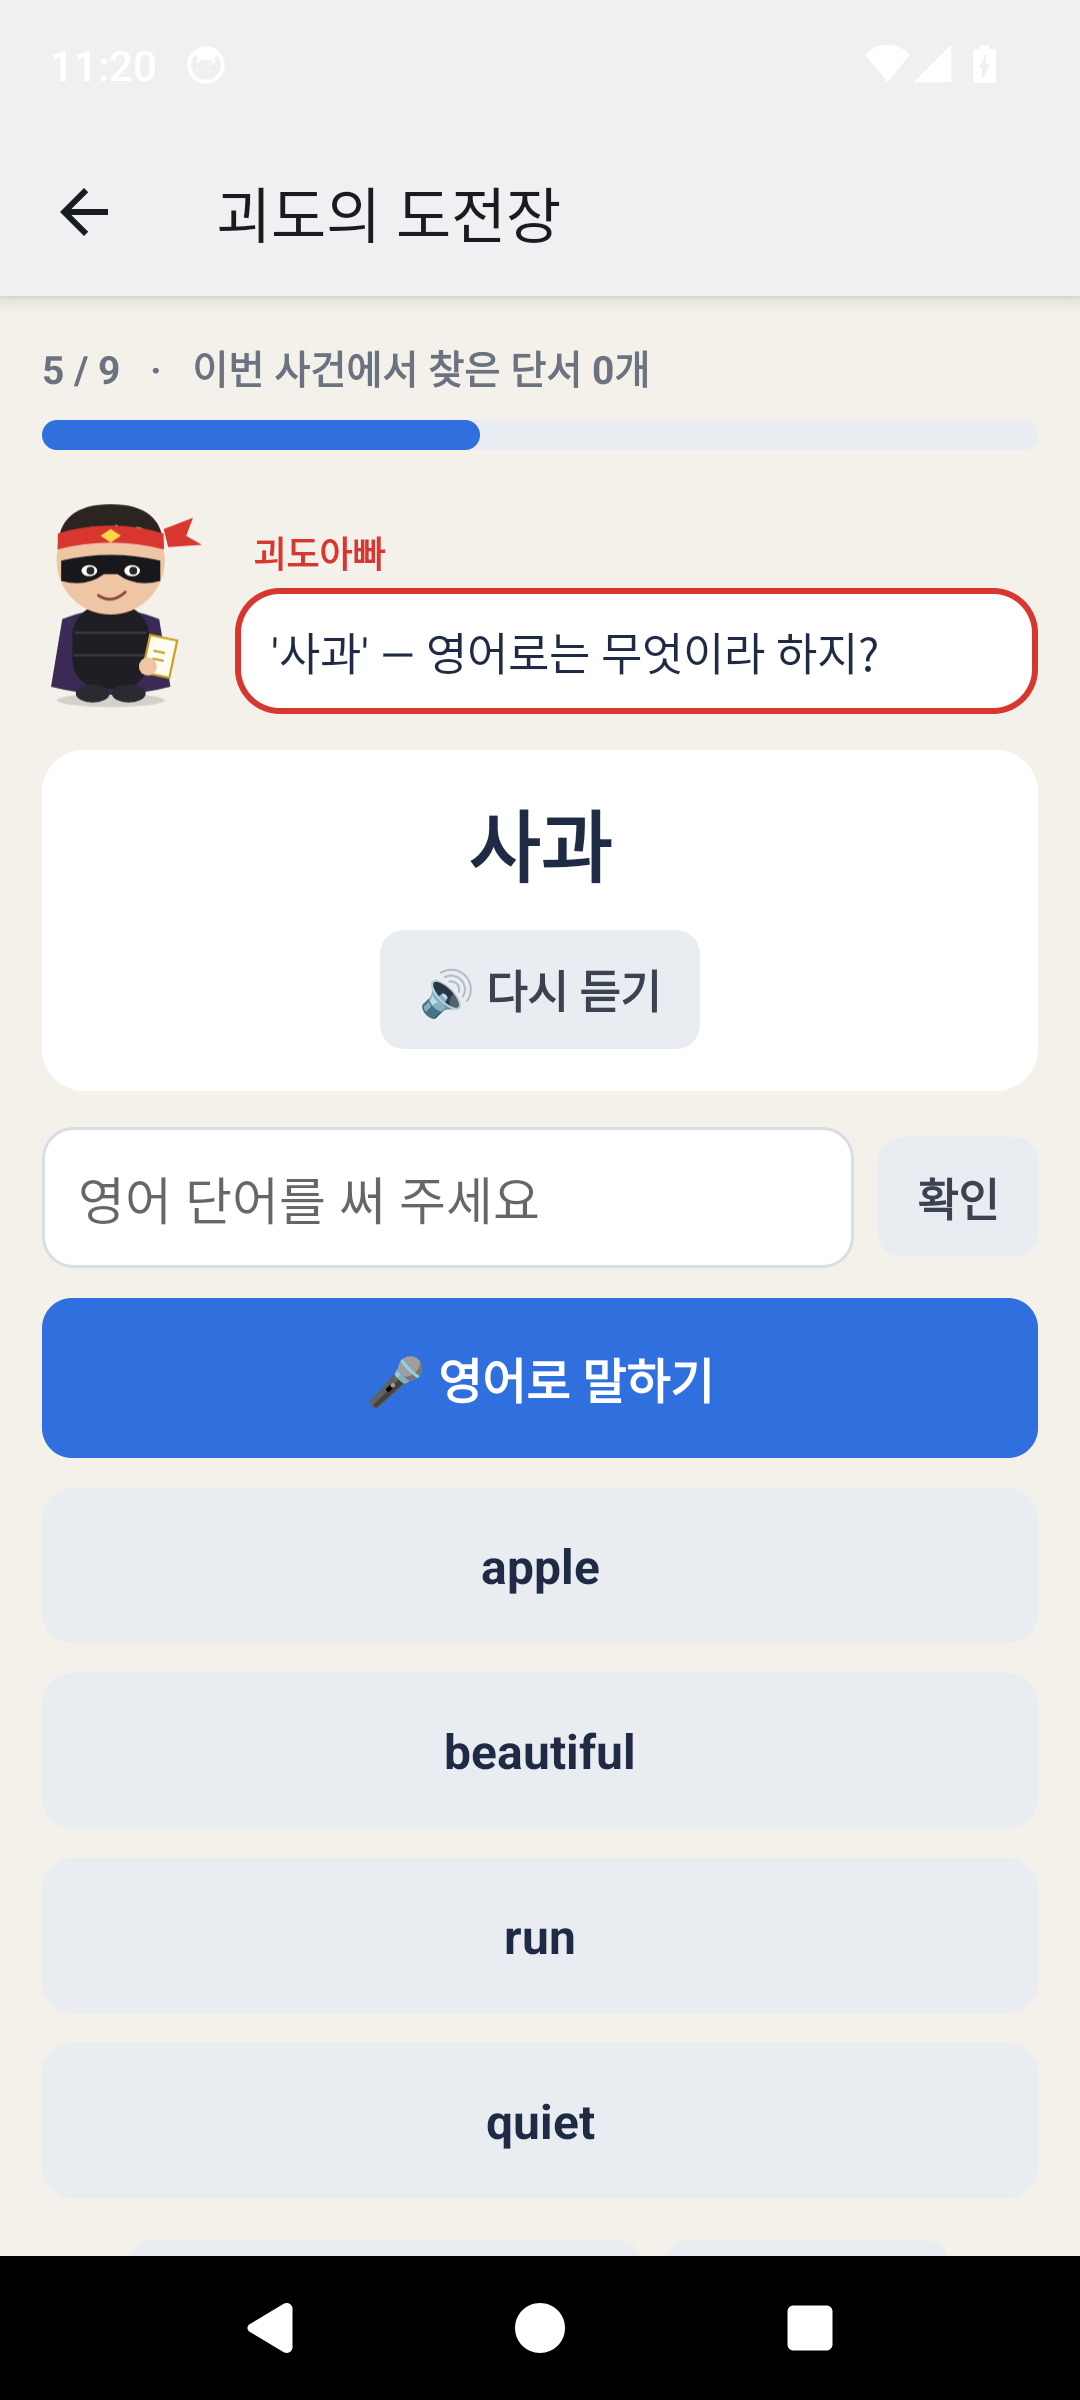 11:20
괴도의 도전장
5 / 9 · 이번 사건에서 찾은 단서 0개
괴도아빠
'사과' – 영어로는 무엇이라 하지?
사과
🔊 다시 듣기
영어 단어를 써 주세요
확인
🎤 영어로 말하기
apple
beautiful
run
quiet